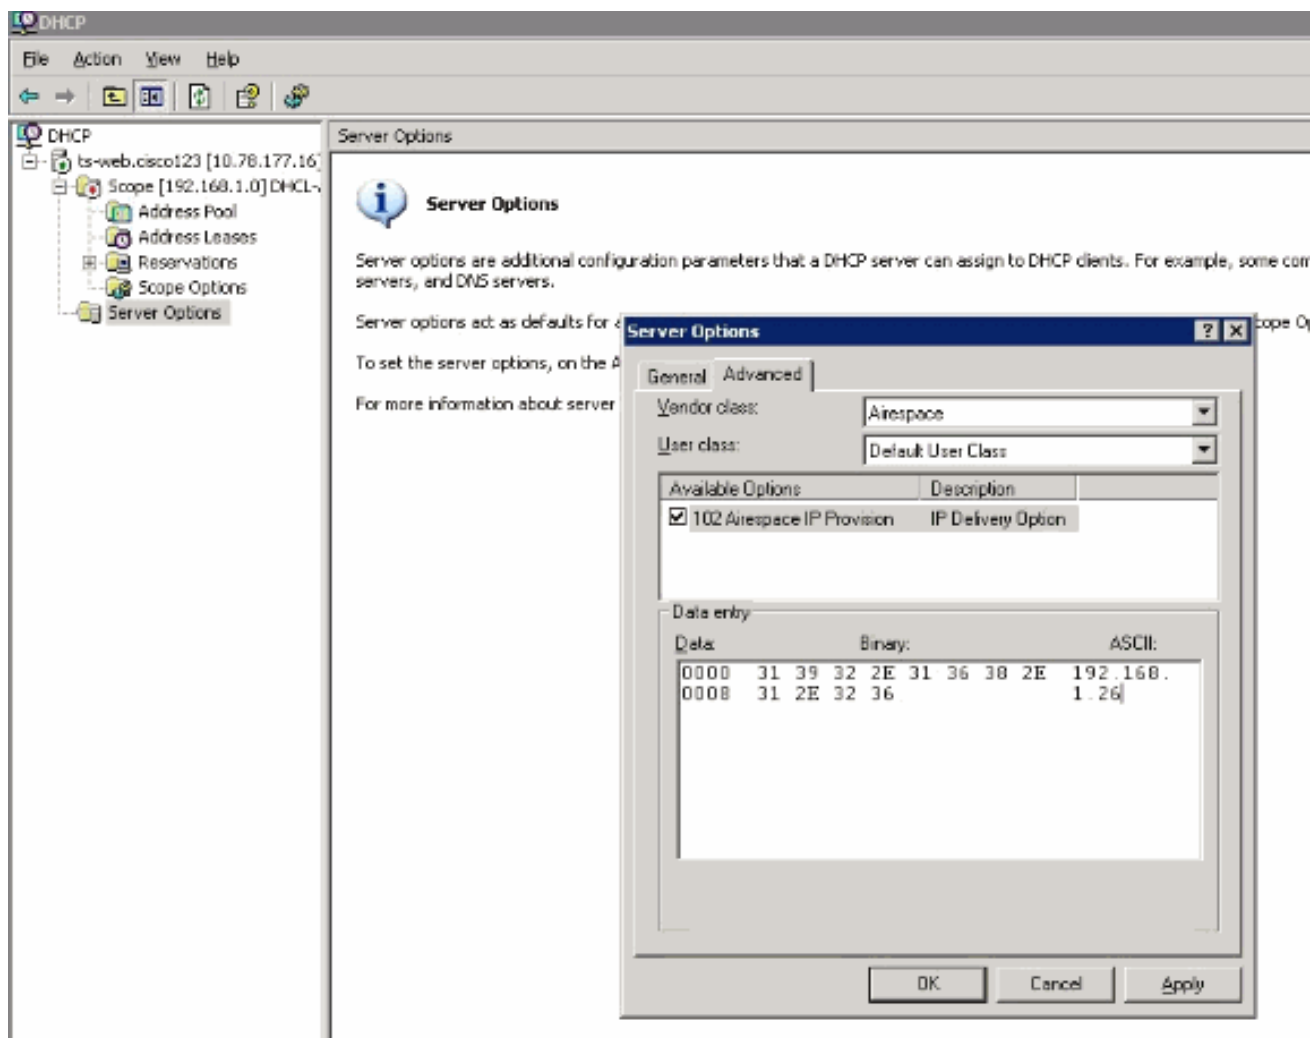 DHCP
File Action View Help
DHCP
ts-web.cisco123 [10.78.177.16]
Scope [192.168.1.0] DHCL-
Address Pool
Address Leases
Reservations
Scope Options
Server Options
Server Options
Server Options
Server options are additional configuration parameters that a DHCP server can assign to DHCP clients. For example, some com
servers, and DNS servers.
Server options act as defaults for
cope O
To set the server options, on the A
For more information about server
Server Options
General Advanced
Vendor class: Airespace
User class: Default User Class
Available Options Description
102 Airespace IP Provision IP Delivery Option
Data entry
Data: Binary: ASCII:
0000 31 39 32 2E 31 36 38 2E 192.168.
0008 31 2E 32 36 1.26
OK Cancel Apply